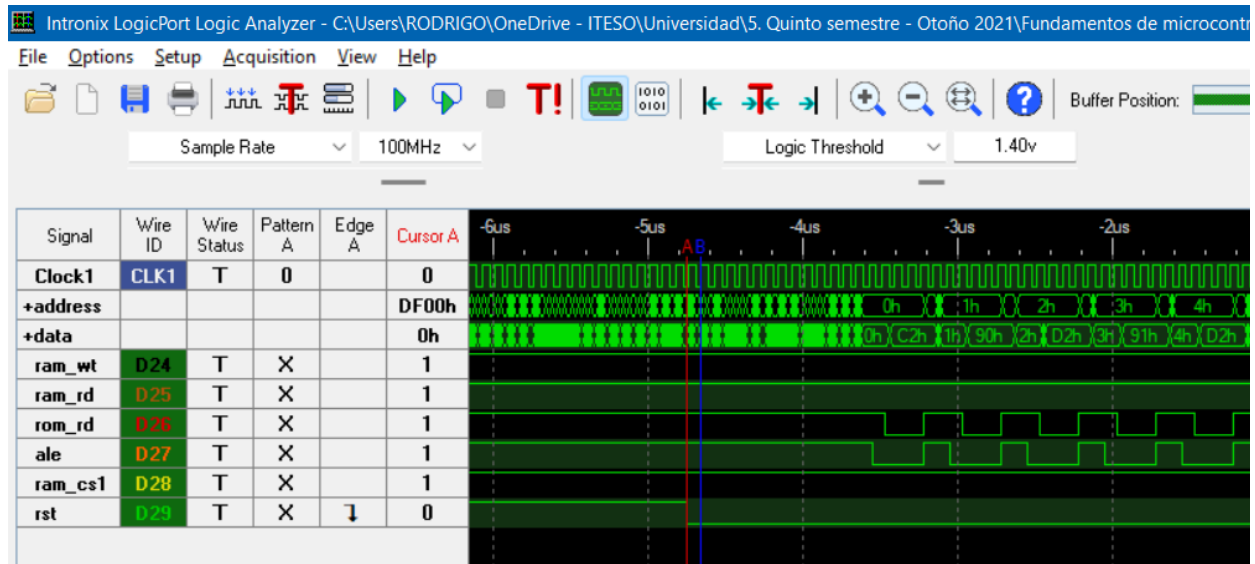 Intronix LogicPort Logic Analyzer - C:\Users\RODRIGO\OneDrive - ITESO\Universidad\5. Quinto semestre - Otoño 2021\Fundamentos de microcontr
File Options Setup Acquisition View Help
T! 1010 0101 T ? Buffer Position:
Sample Rate 100MHz Logic Threshold 1.40v
Signal Wire ID Wire Status Pattern A Edge A Cursor A -6us -5us -4us -3us -2us
A B
Clock1 CLK1 T 0 0
+address DF00h 0h 1h 2h 3h 4h
+data 0h 0h C2h 1h 90h 2h D2h 3h 91h 4h D2h
ram_wt D24 T X 1
ram_rd D25 T X 1
rom_rd D26 T X 1
ale D27 T X 1
ram_cs1 D28 T X 1
rst D29 T X 0